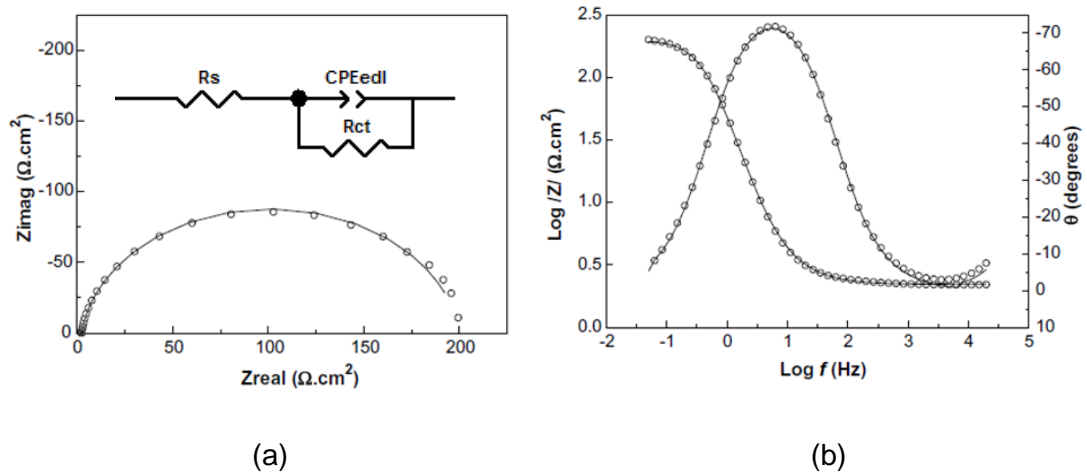 -200
-150
-100
-50
0
0 50 100 150 200
Zimag (Ω.cm²)
Zreal (Ω.cm²)
Rs
CPEedl
Rct
(a)
2.5
2.0
1.5
1.0
0.5
0.0
-2 -1 0 1 2 3 4 5
Log /Z/ (Ω.cm²)
Log f (Hz)
-70
-60
-50
-40
-30
-20
-10
0
10
θ (degrees)
(b)